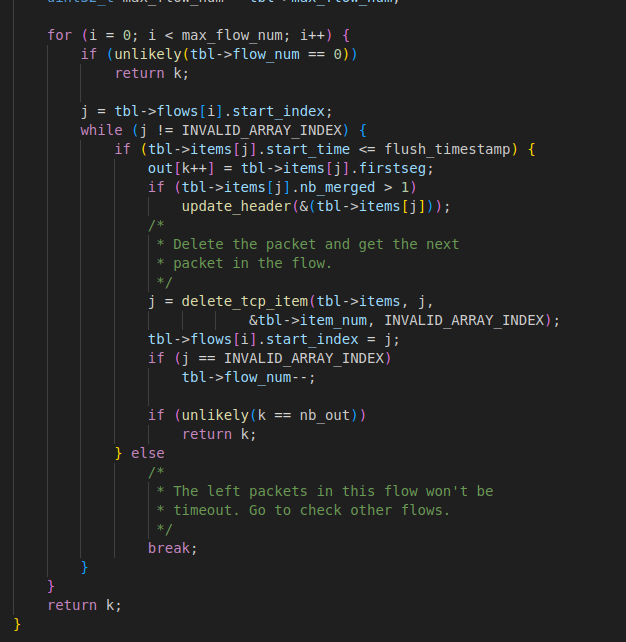 for (i = 0; i < max_flow_num; i++) {
if (unlikely(tbl->flow_num == 0))
return k;
j = tbl->flows[i].start_index;
while (j != INVALID_ARRAY_INDEX) {
if (tbl->items[j].start_time <= flush_timestamp) {
out[k++] = tbl->items[j].firstseg;
if (tbl->items[j].nb_merged > 1)
update_header(&(tbl->items[j]));
/*
* Delete the packet and get the next
* packet in the flow.
*/
j = delete_tcp_item(tbl->items, j,
&tbl->item_num, INVALID_ARRAY_INDEX);
tbl->flows[i].start_index = j;
if (j == INVALID_ARRAY_INDEX)
tbl->flow_num--;
if (unlikely(k == nb_out))
return k;
} else
/*
* The left packets in this flow won't be
* timeout. Go to check other flows.
*/
break;
}
}
return k;
}